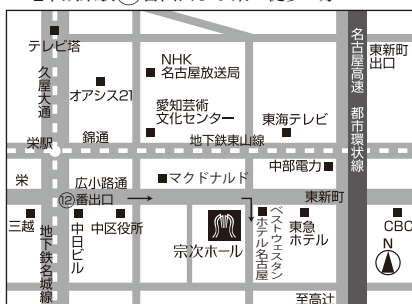 テレビ塔
久屋大通
オアシス21
NHK
名古屋放送局
愛知芸術
文化センター
東海テレビ
名古屋高速 都市環状線
東新町
出口
錦通
地下鉄東山線
栄駅
中部電力
栄
広小路通
マクドナルド
東新町
⑫番出口
三越
地下鉄名城線
中日ビル
中区役所
宗次ホール
ベストウェスタン
ホテル名古屋
東急
ホテル
CBC
N
至高辻